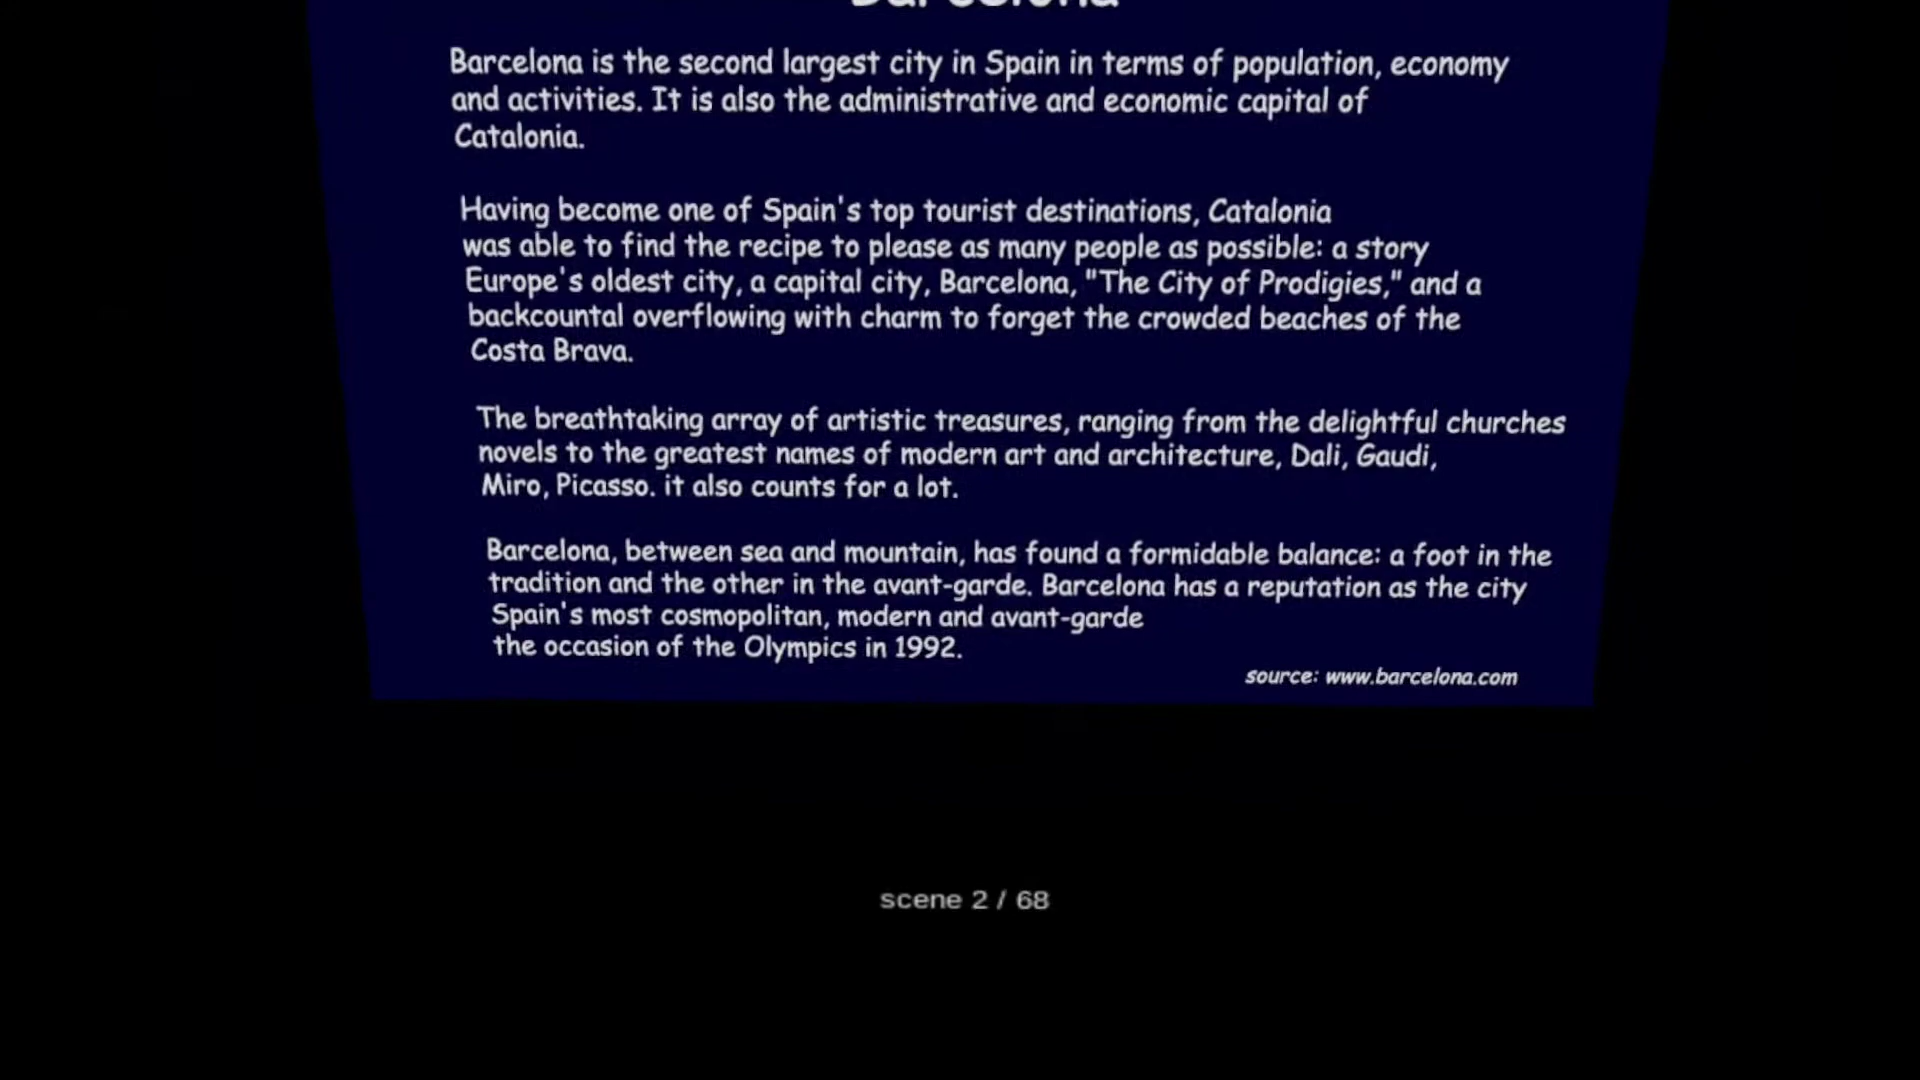 Barcelona
Barcelona is the second largest city in Spain in terms of population, economy
and activities. It is also the administrative and economic capital of
Catalonia.
Having become one of Spain's top tourist destinations, Catalonia
was able to find the recipe to please as many people as possible: a story
Europe's oldest city, a capital city, Barcelona, "The City of Prodigies," and a
backcountal overflowing with charm to forget the crowded beaches of the
Costa Brava.
The breathtaking array of artistic treasures, ranging from the delightful churches
novels to the greatest names of modern art and architecture, Dali, Gaudi,
Miro, Picasso. it also counts for a lot.
Barcelona, between sea and mountain, has found a formidable balance: a foot in the
tradition and the other in the avant-garde. Barcelona has a reputation as the city
Spain's most cosmopolitan, modern and avant-garde
the occasion of the Olympics in 1992.
source: www.barcelona.com
scene 2 / 68